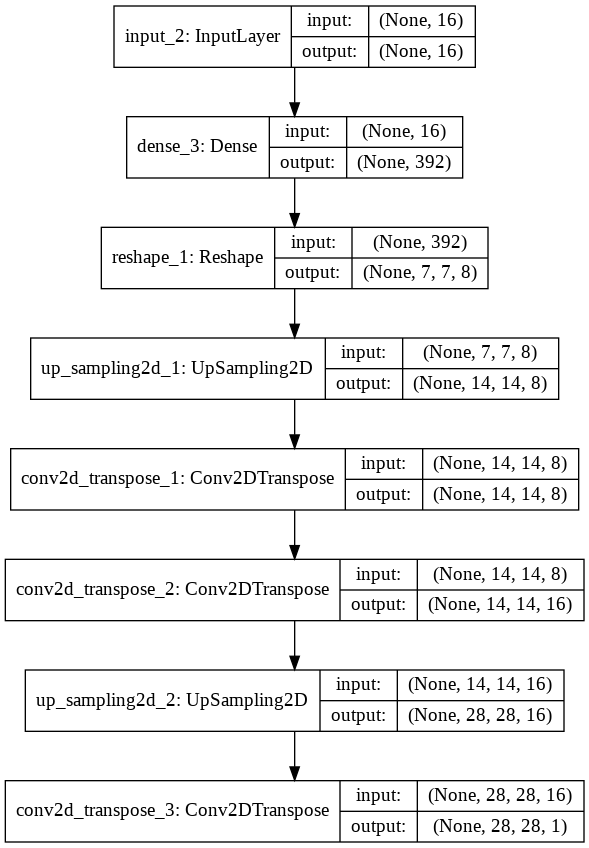 input_2: InputLayer
input: (None, 16)
output: (None, 16)
dense_3: Dense
input: (None, 16)
output: (None, 392)
reshape_1: Reshape
input: (None, 392)
output: (None, 7, 7, 8)
up_sampling2d_1: UpSampling2D
input: (None, 7, 7, 8)
output: (None, 14, 14, 8)
conv2d_transpose_1: Conv2DTranspose
input: (None, 14, 14, 8)
output: (None, 14, 14, 8)
conv2d_transpose_2: Conv2DTranspose
input: (None, 14, 14, 8)
output: (None, 14, 14, 16)
up_sampling2d_2: UpSampling2D
input: (None, 14, 14, 16)
output: (None, 28, 28, 16)
conv2d_transpose_3: Conv2DTranspose
input: (None, 28, 28, 16)
output: (None, 28, 28, 1)